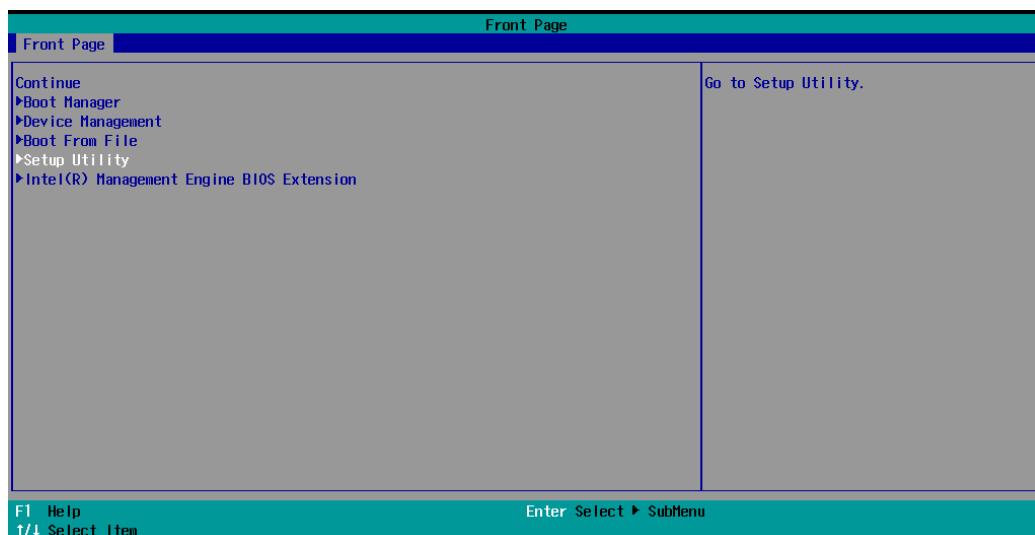 Front Page
Front Page
Continue
▶Boot Manager
▶Device Management
▶Boot From File
▶Setup Utility
▶Intel(R) Management Engine BIOS Extension
Go to Setup Utility.
F1 Help
↑/↓ Select Item
Enter Select ▶ SubMenu